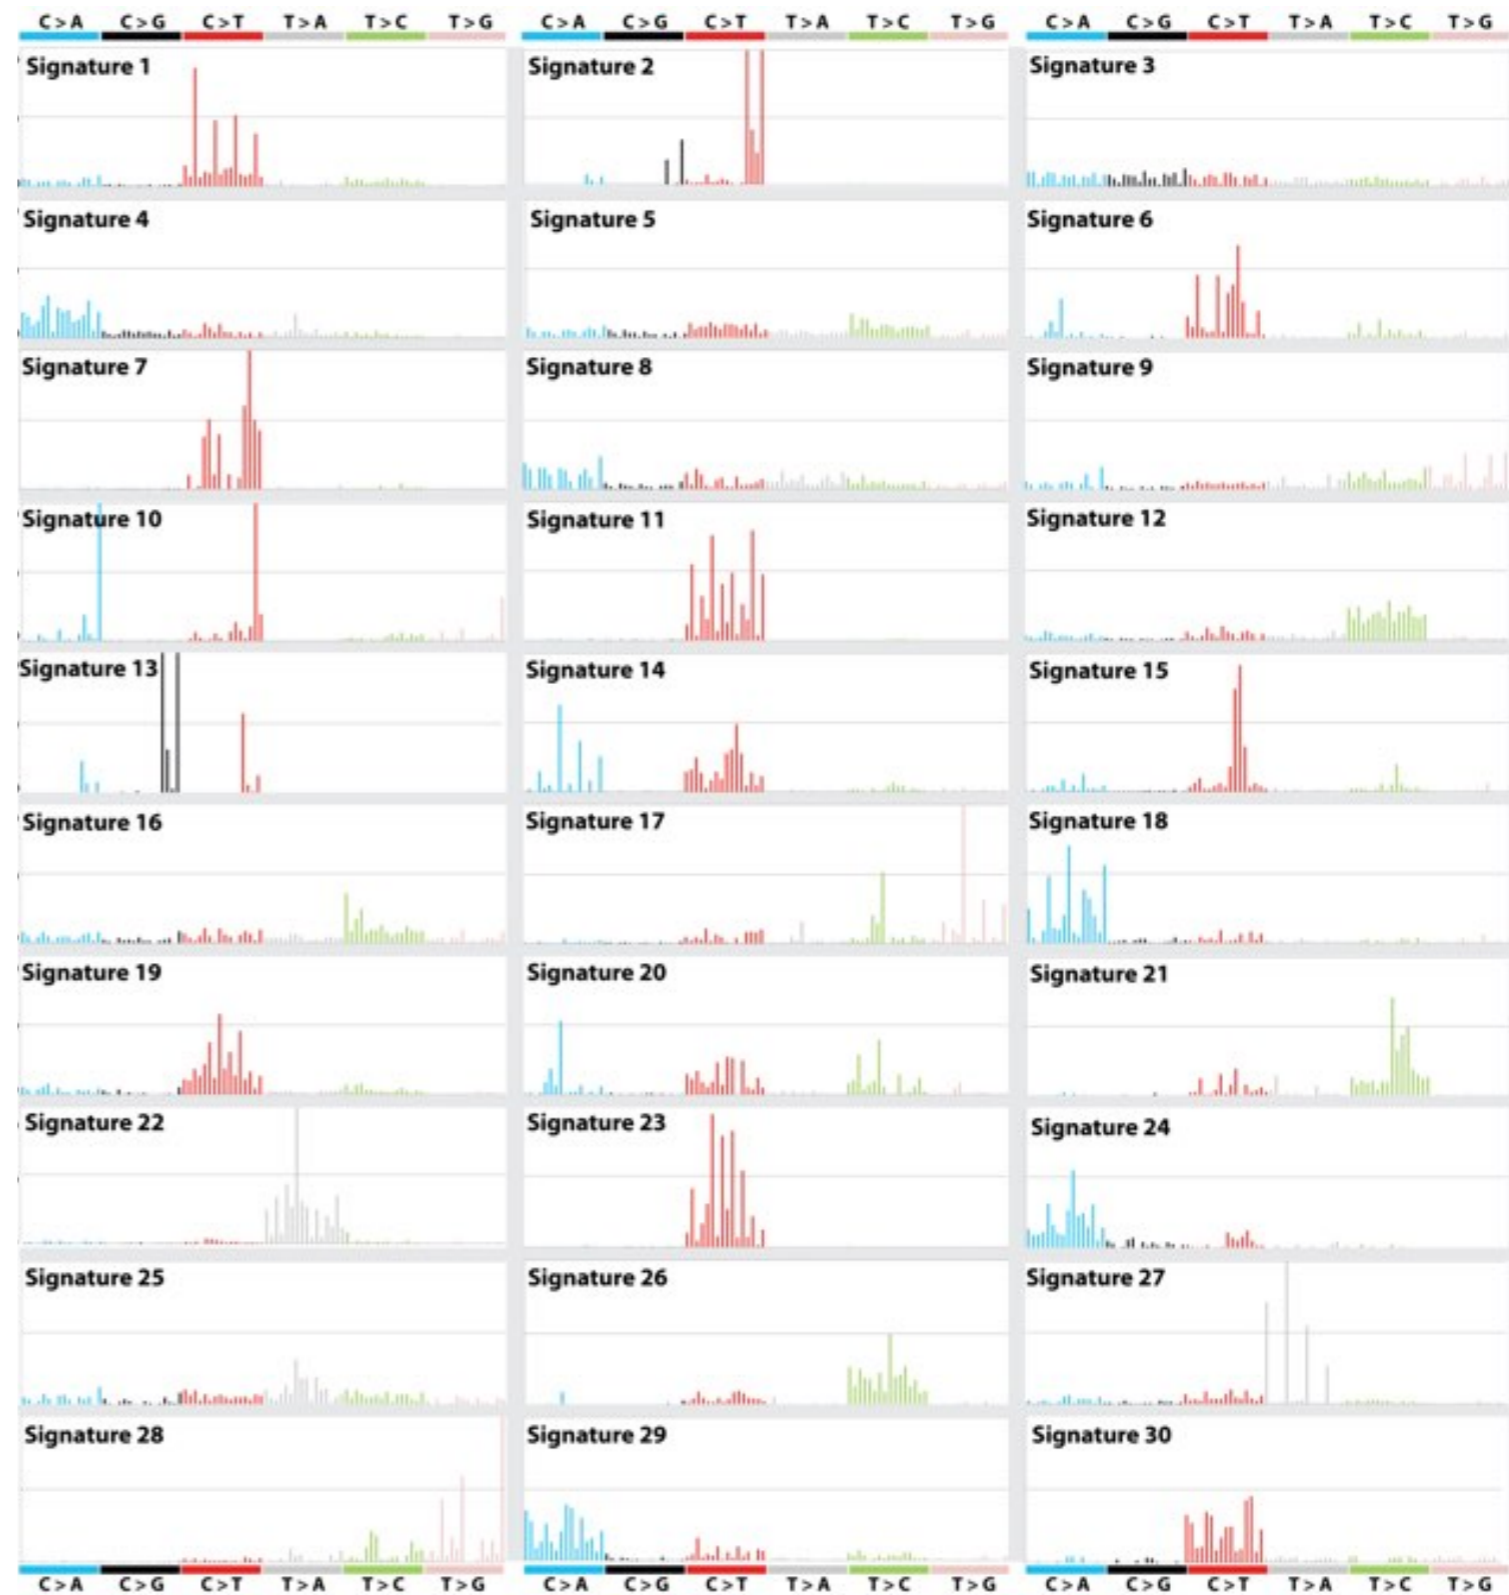 C>A C>G C>T T>A T>C T>G C>A C>G C>T T>A T>C T>G C>A C>G C>T T>A T>C T>G
Signature 1 Signature 2 Signature 3
Signature 4 Signature 5 Signature 6
Signature 7 Signature 8 Signature 9
Signature 10 Signature 11 Signature 12
Signature 13 Signature 14 Signature 15
Signature 16 Signature 17 Signature 18
Signature 19 Signature 20 Signature 21
Signature 22 Signature 23 Signature 24
Signature 25 Signature 26 Signature 27
Signature 28 Signature 29 Signature 30
C>A C>G C>T T>A T>C T>G C>A C>G C>T T>A T>C T>G C>A C>G C>T T>A T>C T>G